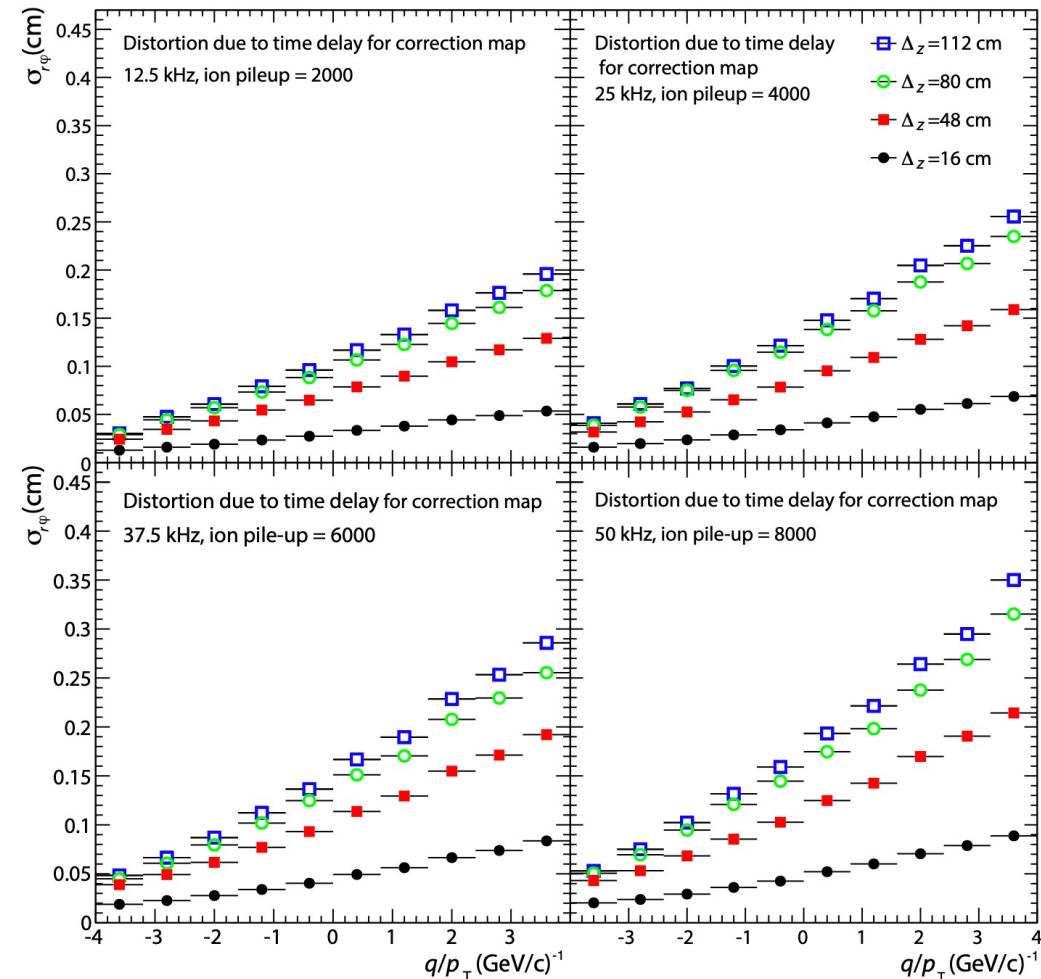 σrφ(cm)
0.45
0.4
0.35
0.3
0.25
0.2
0.15
0.1
0.05
0
Distortion due to time delay for correction map
12.5 kHz, ion pileup = 2000
Distortion due to time delay
for correction map
25 kHz, ion pileup = 4000
Δz=112 cm
Δz=80 cm
Δz=48 cm
Δz=16 cm
σrφ(cm)
0.45
0.4
0.35
0.3
0.25
0.2
0.15
0.1
0.05
0
Distortion due to time delay for correction map
37.5 kHz, ion pile-up = 6000
Distortion due to time delay for correction map
50 kHz, ion pile-up = 8000
-4 -3 -2 -1 0 1 2 3
-3 -2 -1 0 1 2 3 4
q/pT (GeV/c)-1
q/pT (GeV/c)-1